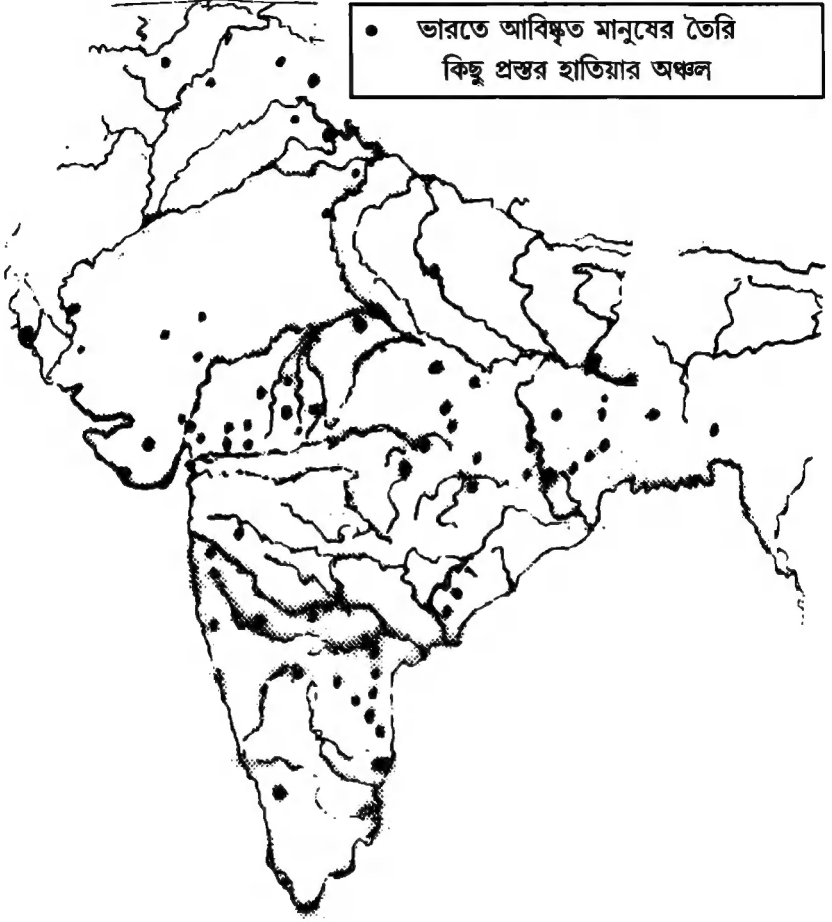 • ভারতে আবিষ্কৃত মানুষের তৈরি
কিছু প্রস্তর হাতিয়ার অঞ্চল